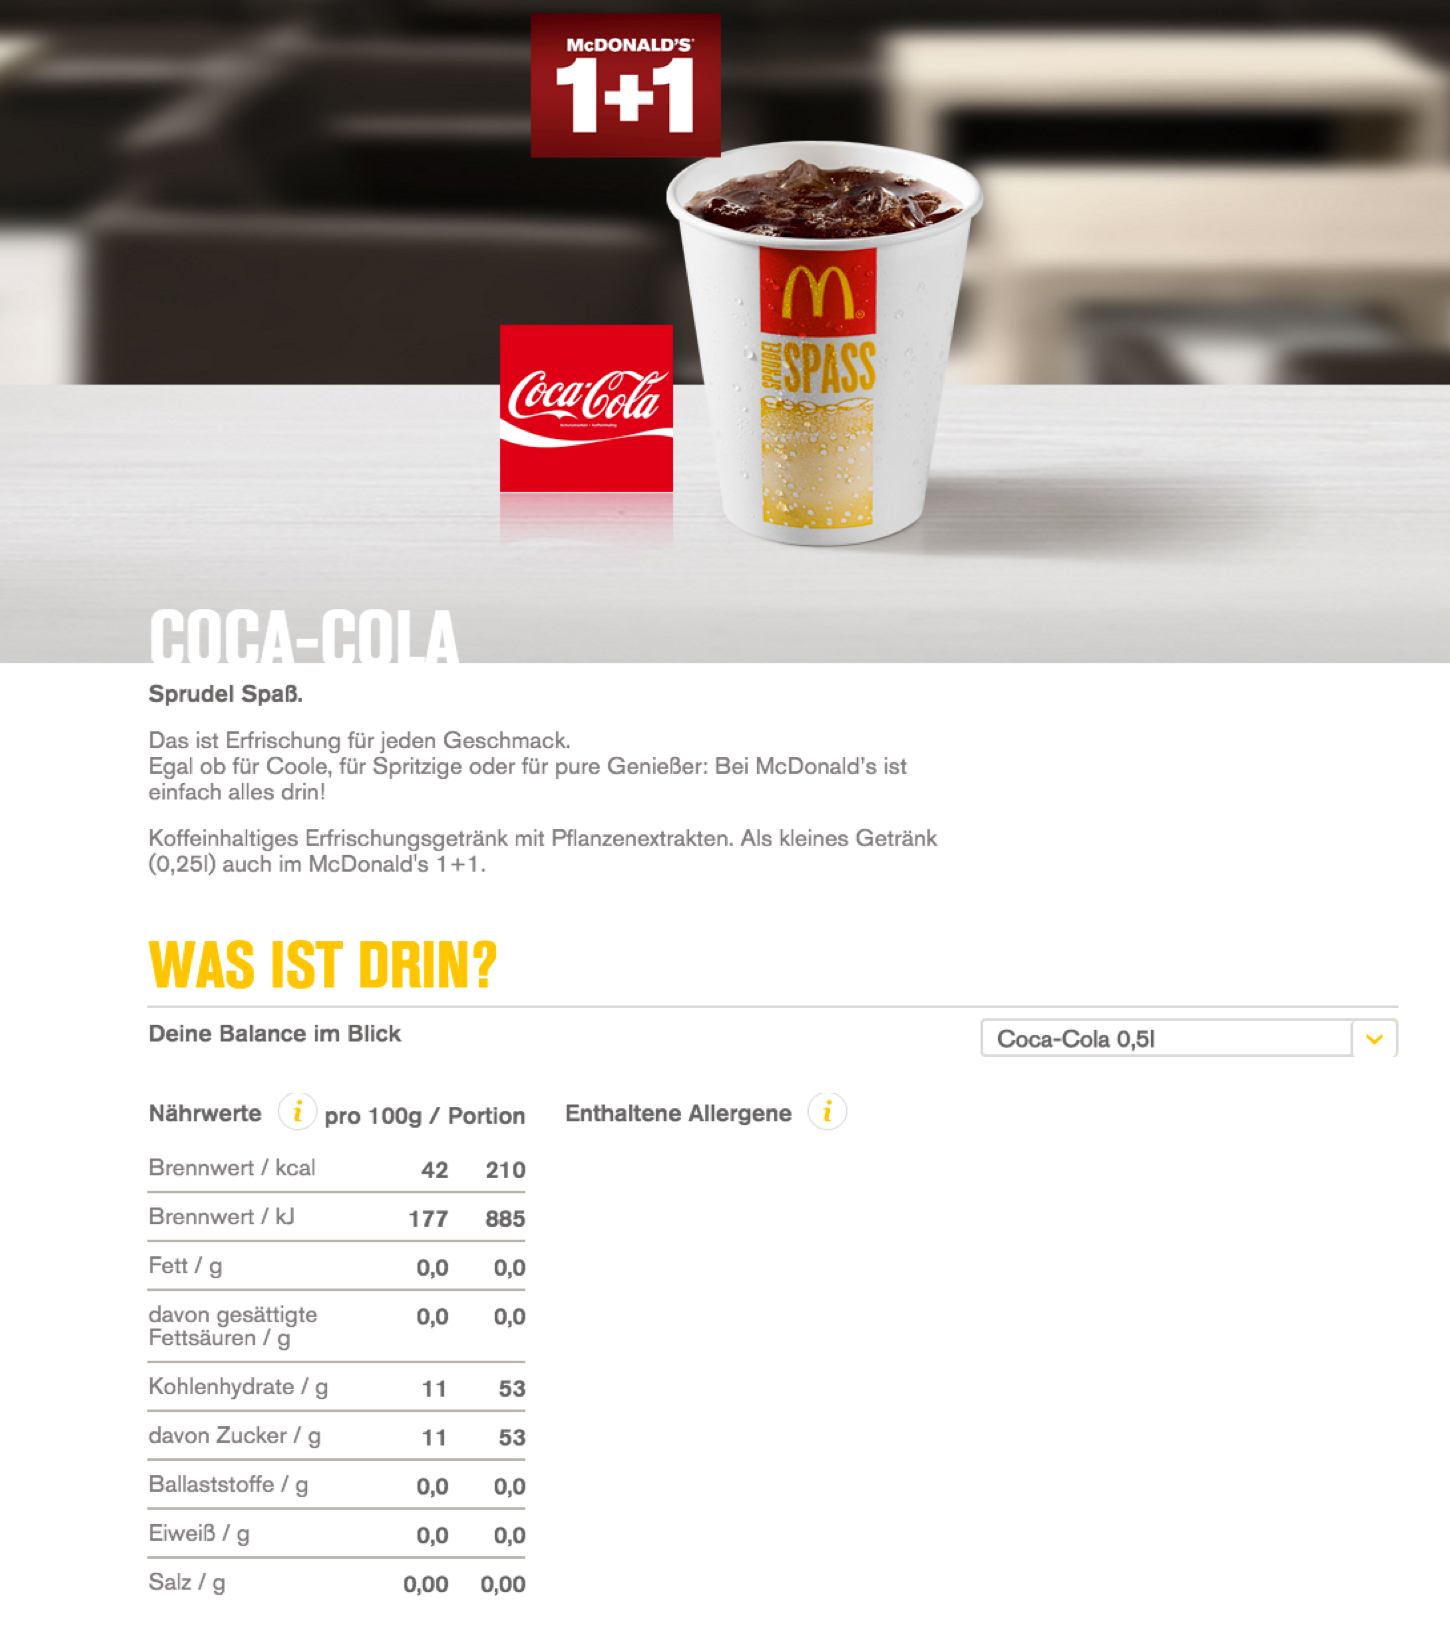 McDONALD'S
1+1
M
SPRUDEL
SPASS
Coca-Cola
COCA-COLA
Sprudel Spaß.
Das ist Erfrischung für jeden Geschmack.
Egal ob für Coole, für Spritzige oder für pure Genießer: Bei McDonald's ist
einfach alles drin!
Koffeinhaltiges Erfrischungsgetränk mit Pflanzenextrakten. Als kleines Getränk
(0,25l) auch im McDonald's 1+1.
WAS IST DRIN?
Deine Balance im Blick
Coca-Cola 0,5l
Nährwerte i pro 100g / Portion
Enthaltene Allergene i
Brennwert / kcal 42 210
Brennwert / kJ 177 885
Fett / g 0,0 0,0
davon gesättigte 0,0 0,0
Fettsäuren / g
Kohlenhydrate / g 11 53
davon Zucker / g 11 53
Ballaststoffe / g 0,0 0,0
Eiweiß / g 0,0 0,0
Salz / g 0,00 0,00